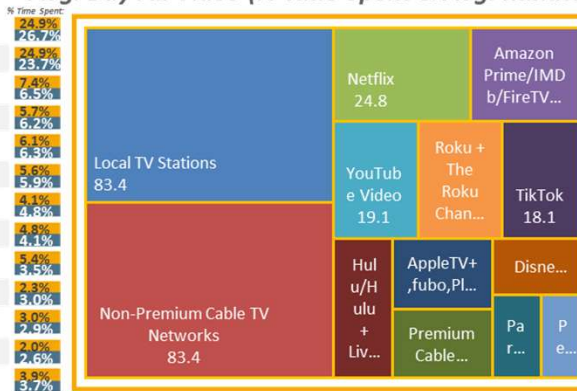 % Time Spent:
24.9%
26.7%
24.9%
23.7%
7.4%
6.5%
5.7%
6.2%
6.1%
6.3%
5.6%
5.9%
4.1%
4.8%
4.8%
4.1%
5.4%
3.5%
2.3%
3.0%
3.0%
2.9%
2.0%
2.6%
3.9%
3.7%
Local TV Stations
83.4
Netflix
24.8
Amazon
Prime/IMD
b/FireTV...
YouTub
e Video
19.1
Roku +
The
Roku
Chan...
TikTok
18.1
Non-Premium Cable TV
Networks
83.4
Hul
u/H
ulu
+
Liv...
AppleTV+
,fubo,Pl...
Disne...
Premium
Cable...
Pa
r...
P
e...